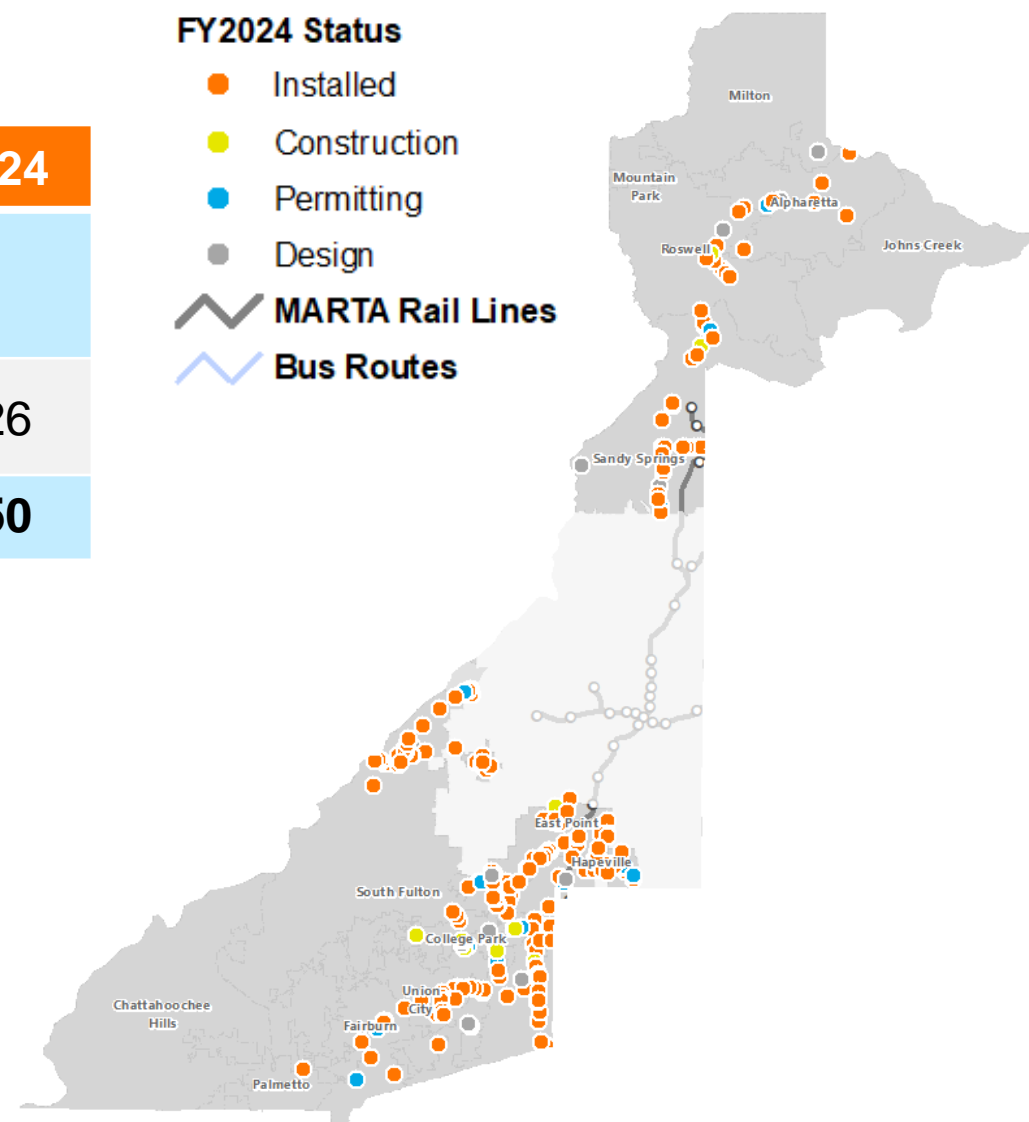 FY2024 Status
Installed
Construction
Permitting
Design
MARTA Rail Lines
Bus Routes
24
26
50
Milton
Mountain
Park
Alpharetta
Roswell
Johns Creek
Sandy Springs
East Point
Hapeville
South Fulton
College Park
Union
City
Chattahoochee
Hills
Fairburn
Palmetto